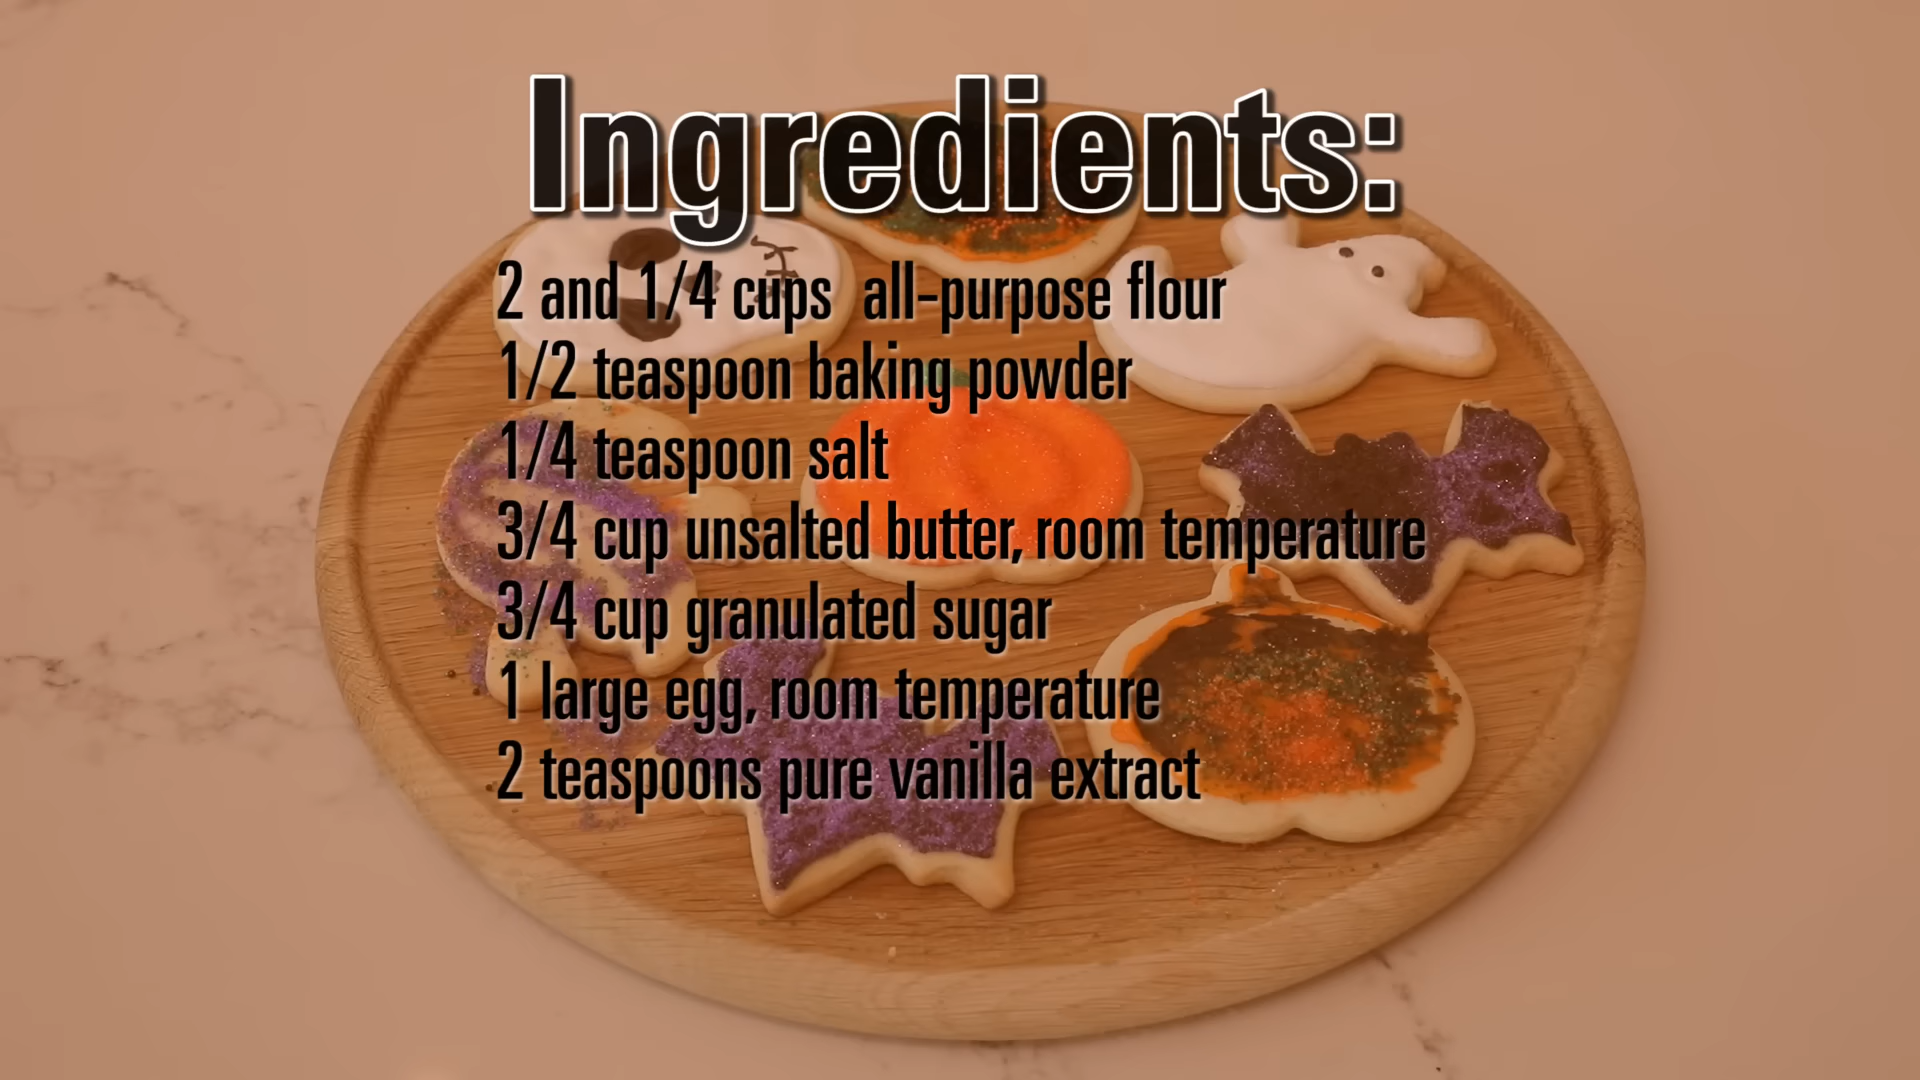 Ingredients:
2 and 1/4 cups all-purpose flour
1/2 teaspoon baking powder
1/4 teaspoon salt
3/4 cup unsalted butter, room temperature
3/4 cup granulated sugar
1 large egg, room temperature
2 teaspoons pure vanilla extract